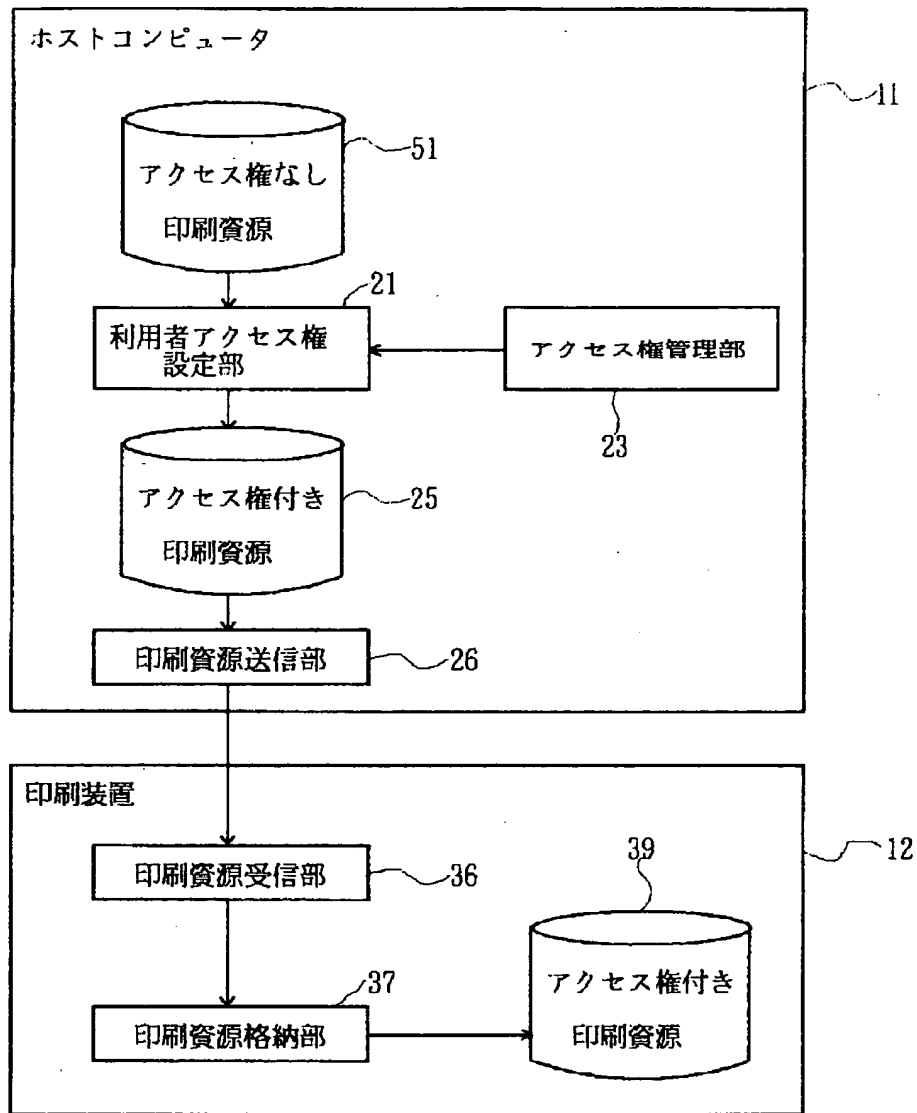 ホストコンピュータ
11
51
アクセス権なし
印刷資源
21
利用者アクセス権
設定部
アクセス権管理部
23
アクセス権付き
印刷資源
25
印刷資源送信部
26
印刷装置
12
印刷資源受信部
36
39
アクセス権付き
印刷資源
37
印刷資源格納部